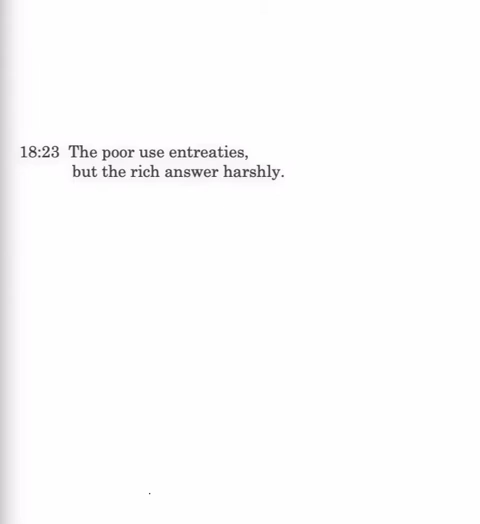 18:23 The poor use entreaties,
but the rich answer harshly.